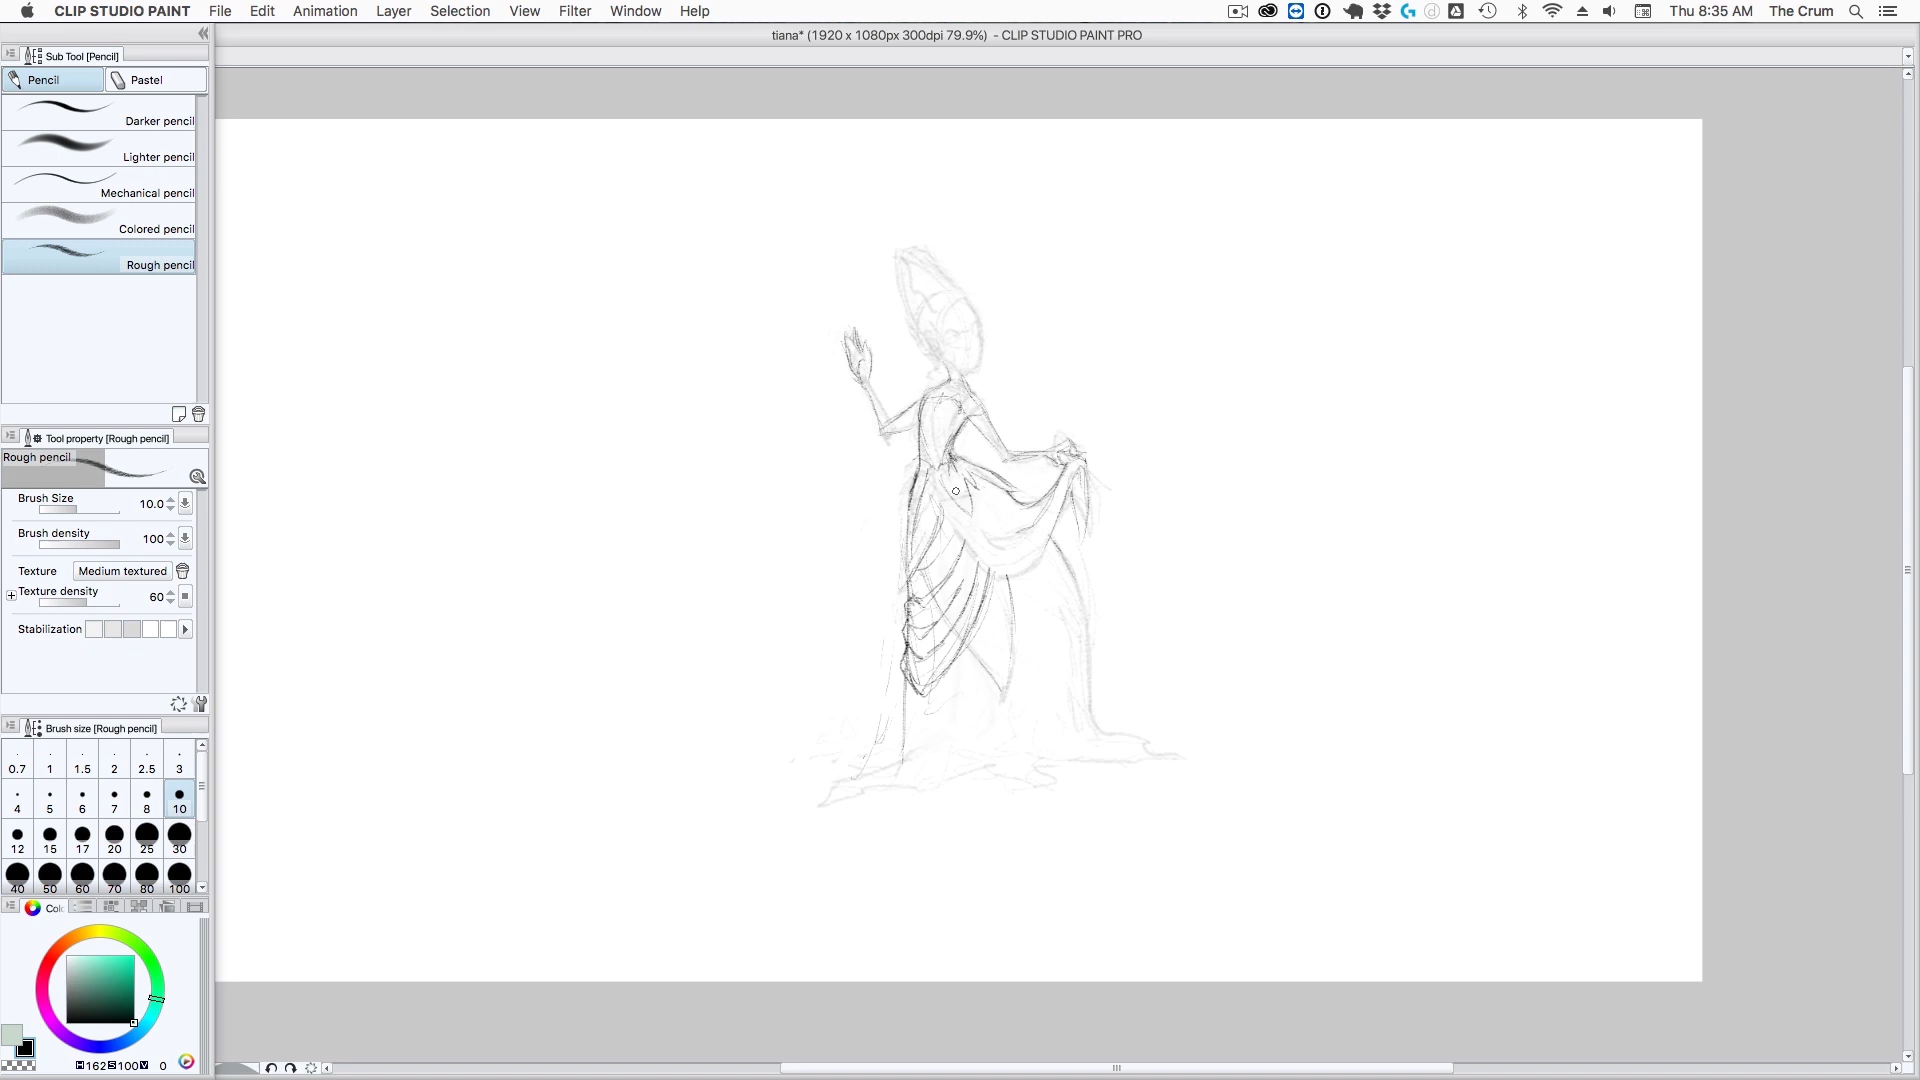 CLIP STUDIO PAINT File Edit Animation Layer Selection View Filter Window Help Thu 8:35 AM The Crum
tiana* (1920 x 1080px 300dpi 79.9%) - CLIP STUDIO PAINT PRO
Sub Tool [Pencil]
Pencil Pastel
Darker pencil
Lighter pencil
Mechanical pencil
Colored pencil
Rough pencil
Tool property [Rough pencil]
Rough pencil
Brush Size 10.0
Brush density 100
Texture Medium textured
Texture density 60
Stabilization
Brush size [Rough pencil]
0.7 1 1.5 2 2.5 3
4 5 6 7 8 10
12 15 17 20 25 30
40 50 60 70 80 100
Col
H 162 S 100 V 0